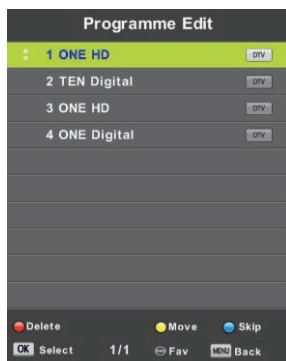 Programme Edit
1 ONE HD DTV
2 TEN Digital DTV
3 ONE HD DTV
4 ONE Digital DTV
Delete Move Skip
OK Select 1/1 Fav MENU Back